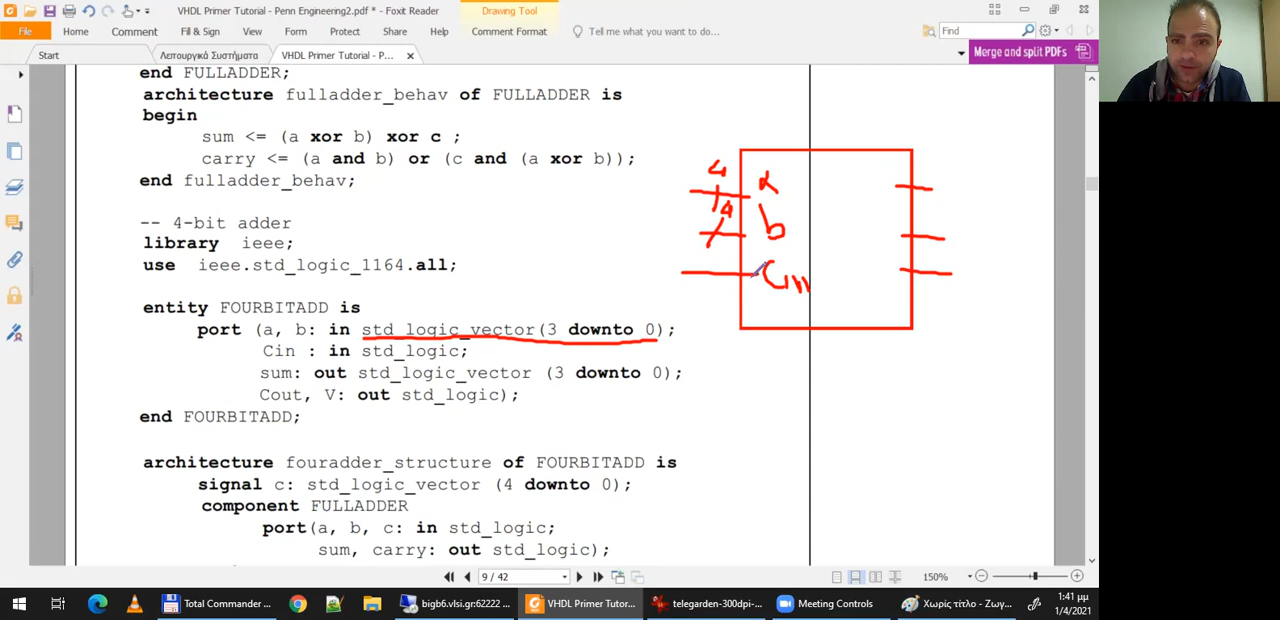 VHDL Primer Tutorial - Penn Engineering2.pdf * - Foxit Reader
Drawing Tool
File
Home
Comment
Fill & Sign
View
Form
Protect
Share
Help
Comment Format
Tell me what you want to do...
Find
Start
Λειτουργικά Συστήματα
VHDL Primer Tutorial - P...
Merge and split PDFs
end FULLADDER;
architecture fulladder_behav of FULLADDER is
begin
sum <= (a xor b) xor c ;
carry <= (a and b) or (c and (a xor b));
end fulladder_behav;
-- 4-bit adder
library ieee;
use ieee.std_logic_1164.all;
entity FOURBITADD is
port (a, b: in std_logic_vector(3 downto 0);
Cin : in std_logic;
sum: out std_logic_vector (3 downto 0);
Cout, V: out std_logic);
end FOURBITADD;
architecture fouradder_structure of FOURBITADD is
signal c: std_logic_vector (4 downto 0);
component FULLADDER
port(a, b, c: in std_logic;
sum, carry: out std_logic);
4
a
4
b
Cin
9 / 42
150%
Total Commander ...
bigb6.vlsi.gr:62222 ...
VHDL Primer Tutor...
telegarden-300dpi-...
Meeting Controls
Χωρίς τίτλο - Ζωγ...
1:41 μμ
1/4/2021